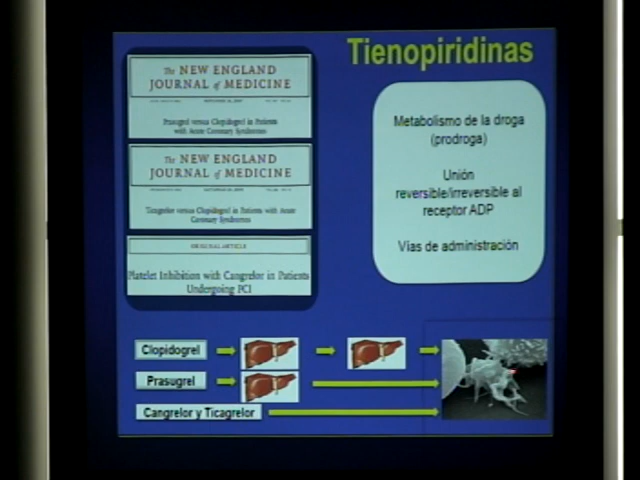 Tienopiridinas
The NEW ENGLAND
JOURNAL of MEDICINE
Prasugrel versus Clopidogrel in Patients
with Acute Coronary Syndromes
The NEW ENGLAND
JOURNAL of MEDICINE
Ticagrelor versus Clopidogrel in Patients with Acute
Coronary Syndromes
ORIGINAL ARTICLE
Platelet Inhibition with Cangrelor in Patients
Undergoing PCI
Metabolismo de la droga
(prodroga)
Unión
reversible/irreversible al
receptor ADP
Vías de administración
Clopidogrel
Prasugrel
Cangrelor y Ticagrelor